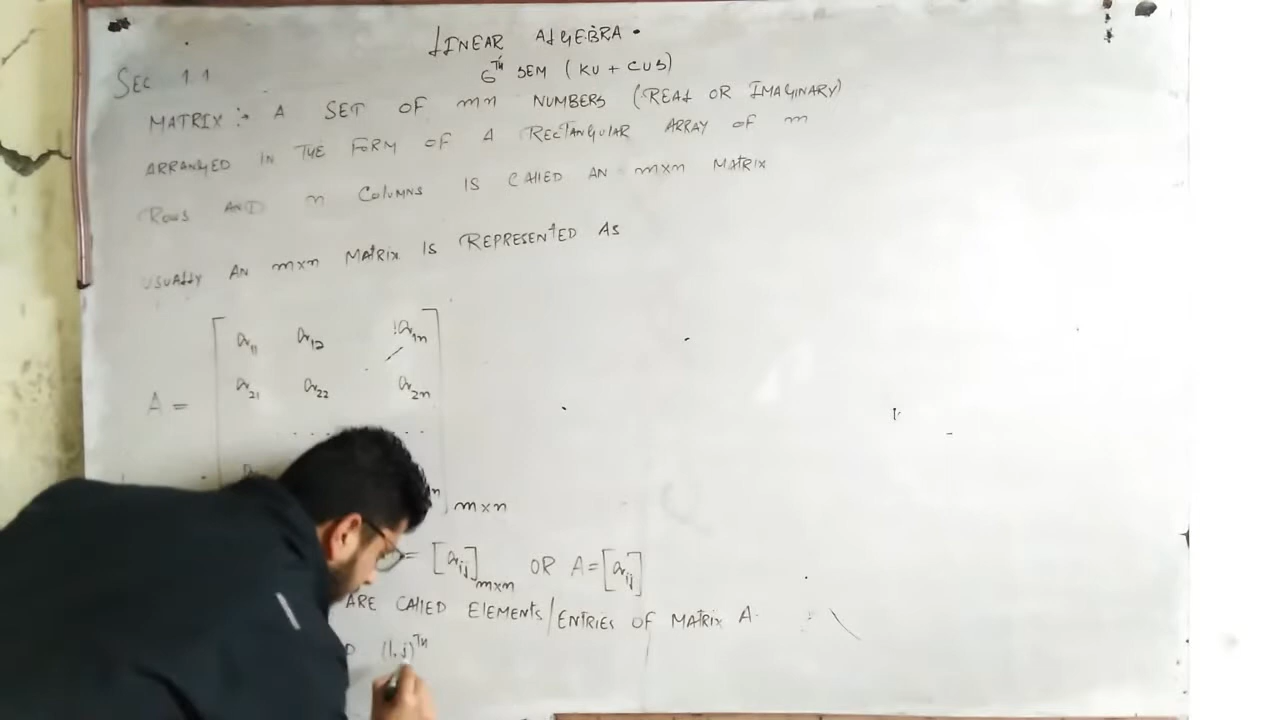 LINEAR ALGEBRA.
6TH SEM (KU + CUS)
SEC 1.1
MATRIX :→ A SET OF mn NUMBERS (REAL OR IMAGINARY)
ARRANGED IN THE FORM OF A RECTANGULAR ARRAY OF m
ROWS AND n COLUMNS IS CALLED AN m×n MATRIX
USUALLY AN m×n MATRIX IS REPRESENTED AS
a11 a12 a1n
A = a21 a22 a2n
. . . . . . .
m×n
= [aij]m×n OR A = [aij]
ARE CALLED ELEMENTS/ENTRIES OF MATRIX A.
(i,j)TH